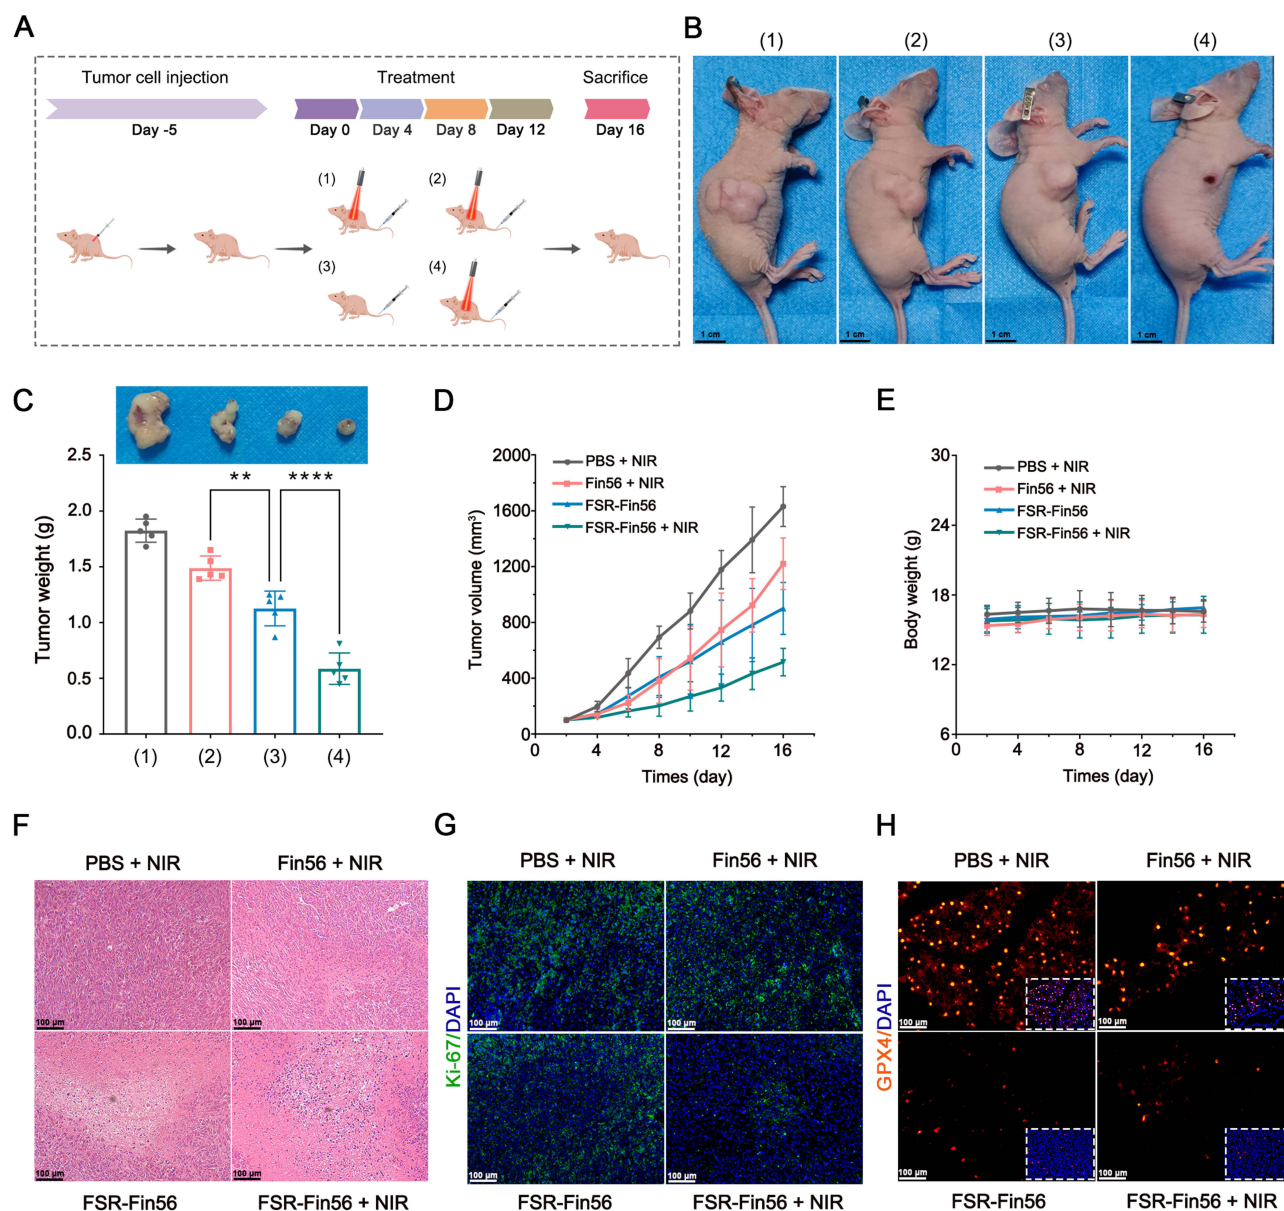 A
Tumor cell injection
Treatment
Sacrifice
Day -5
Day 0
Day 4
Day 8
Day 12
Day 16
(1)
(2)
(3)
(4)
B
(1)
(2)
(3)
(4)
1 cm
1 cm
1 cm
1 cm
C
Tumor weight (g)
2.5
2.0
1.5
1.0
0.5
0.0
**
****
(1)
(2)
(3)
(4)
D
Tumor volume (mm³)
2000
1600
1200
800
400
0
PBS + NIR
Fin56 + NIR
FSR-Fin56
FSR-Fin56 + NIR
0
4
8
12
16
Times (day)
E
Body weight (g)
30
24
18
12
6
PBS + NIR
Fin56 + NIR
FSR-Fin56
FSR-Fin56 + NIR
0
4
8
12
16
Times (day)
F
PBS + NIR
Fin56 + NIR
100 μm
100 μm
100 μm
100 μm
FSR-Fin56
FSR-Fin56 + NIR
G
PBS + NIR
Fin56 + NIR
Ki-67/DAPI
100 μm
100 μm
100 μm
100 μm
FSR-Fin56
FSR-Fin56 + NIR
H
PBS + NIR
Fin56 + NIR
GPX4/DAPI
100 μm
100 μm
100 μm
100 μm
FSR-Fin56
FSR-Fin56 + NIR